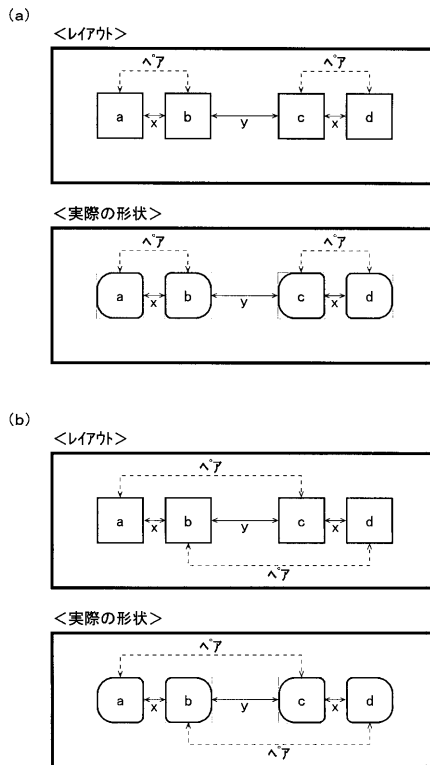 (a)
<レイアウト>
ペア ペア
a b c d
x y x
<実際の形状>
ペア ペア
a b c d
x y x
(b)
<レイアウト>
ペア
a b c d
x y x
ペア
<実際の形状>
ペア
a b c d
x y x
ペア